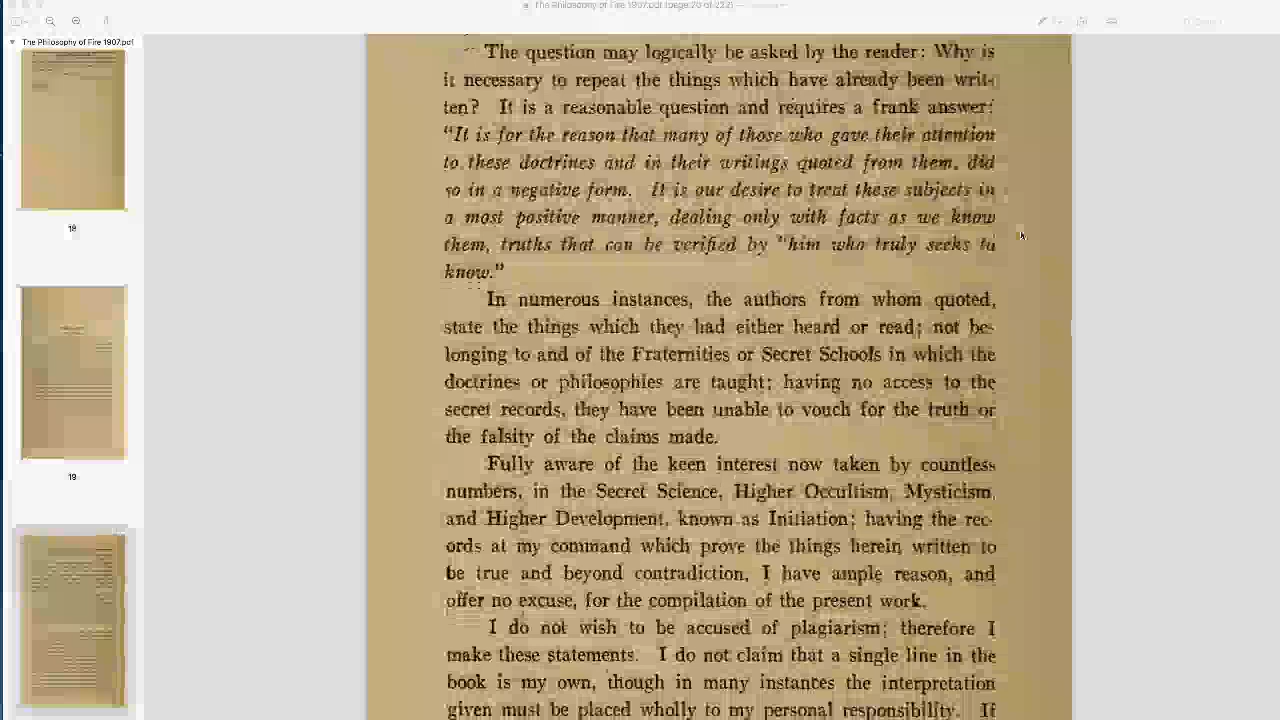 The Philosophy of Fire 1907.pdf (page 20 of 222)
The Philosophy of Fire 1907.pdf
18
19
The question may logically be asked by the reader: Why is
it necessary to repeat the things which have already been writ-
ten? It is a reasonable question and requires a frank answer:
"It is for the reason that many of those who gave their attention
to these doctrines and in their writings quoted from them, did
so in a negative form. It is our desire to treat these subjects in
a most positive manner, dealing only with facts as we know
them, truths that can be verified by "him who truly seeks to
know."
In numerous instances, the authors from whom quoted,
state the things which they had either heard or read; not be-
longing to and of the Fraternities or Secret Schools in which the
doctrines or philosophies are taught; having no access to the
secret records, they have been unable to vouch for the truth or
the falsity of the claims made.
Fully aware of the keen interest now taken by countless
numbers, in the Secret Science, Higher Occultism, Mysticism,
and Higher Development, known as Initiation; having the rec-
ords at my command which prove the things herein written to
be true and beyond contradiction, I have ample reason, and
offer no excuse, for the compilation of the present work.
I do not wish to be accused of plagiarism; therefore I
make these statements. I do not claim that a single line in the
book is my own, though in many instances the interpretation
given must be placed wholly to my personal responsibility. If